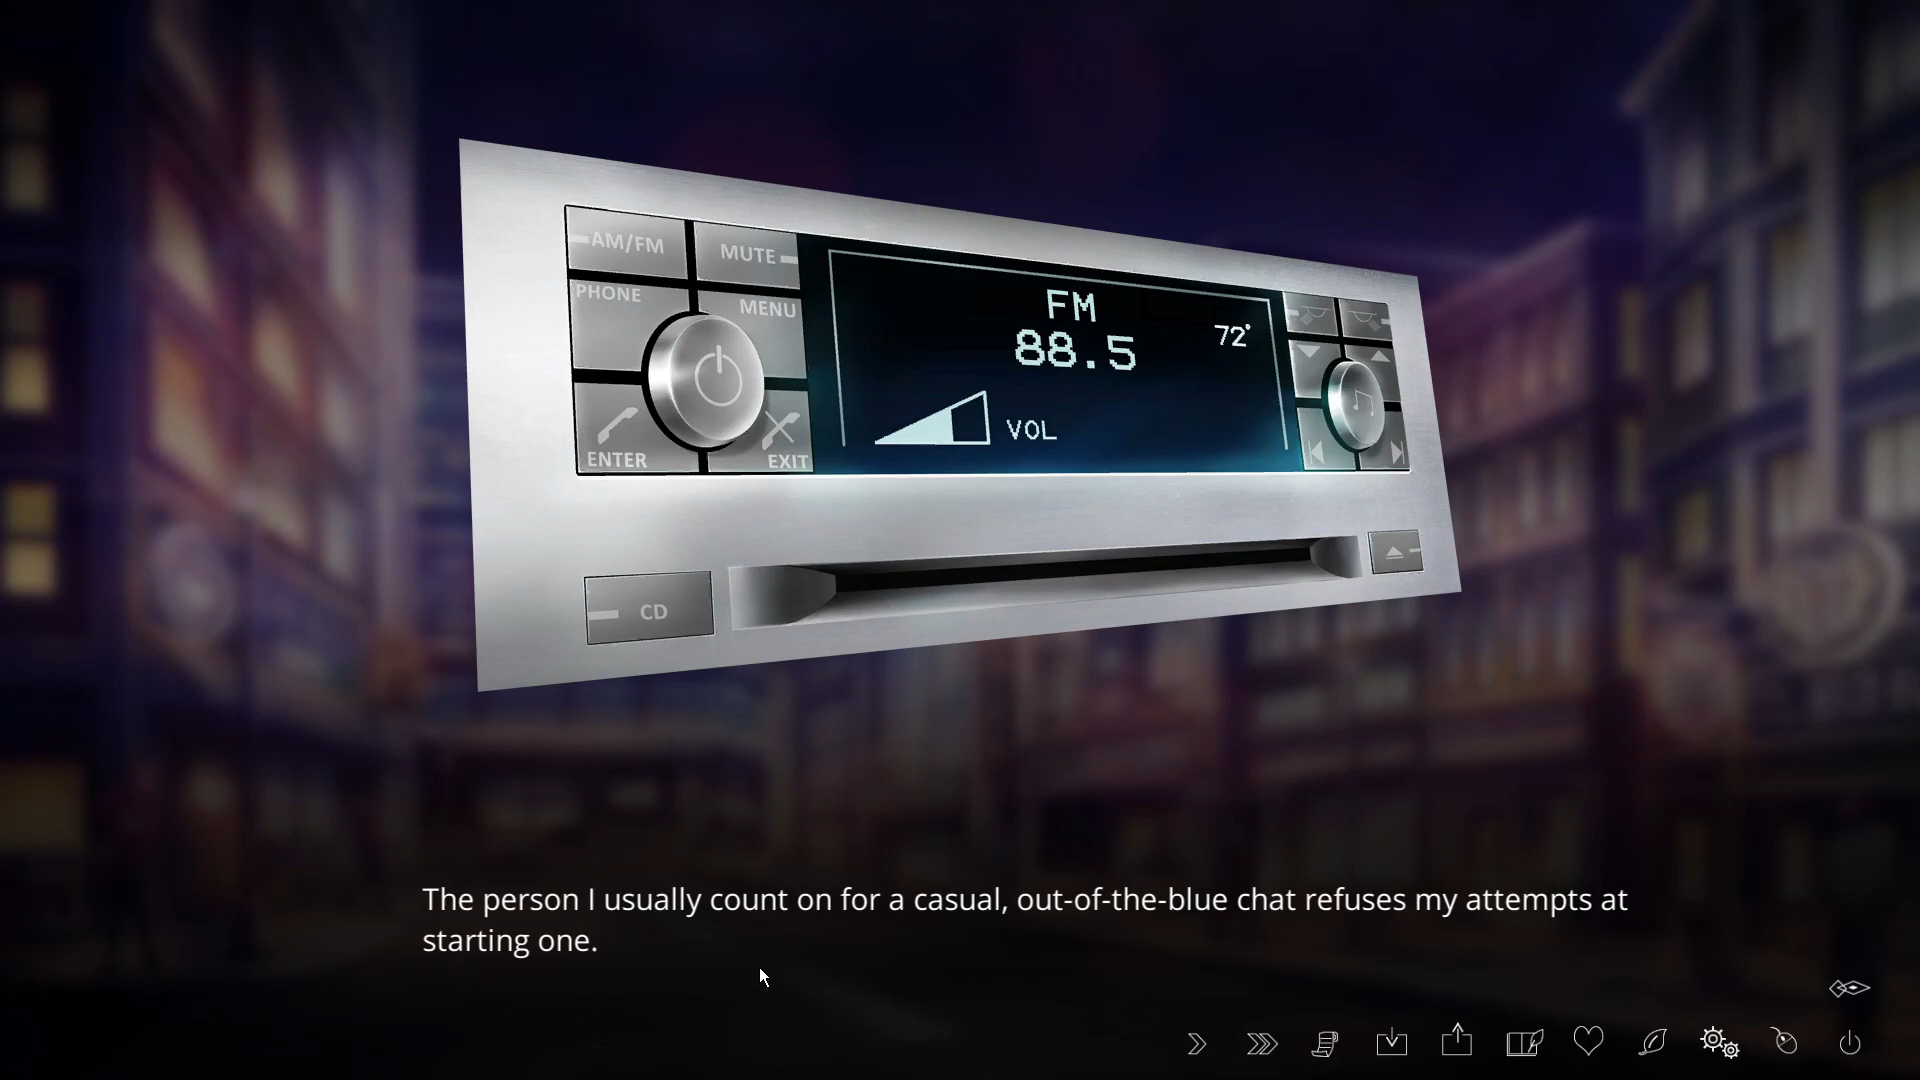 AM/FM
MUTE
PHONE
MENU
ENTER
EXIT
FM
88.5
72°
VOL
CD
The person I usually count on for a casual, out-of-the-blue chat refuses my attempts at
starting one.